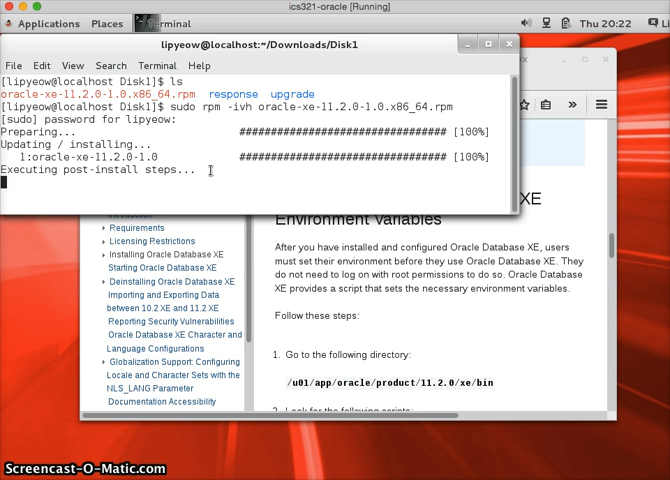 ics321-oracle [Running]
Applications Places Terminal Thu 20:22 Li
lipyeow@localhost:~/Downloads/Disk1
File Edit View Search Terminal Help
[lipyeow@localhost Disk1]$ ls
oracle-xe-11.2.0-1.0.x86_64.rpm response upgrade
[lipyeow@localhost Disk1]$ sudo rpm -ivh oracle-xe-11.2.0-1.0.x86_64.rpm
[sudo] password for lipyeow:
Preparing... ################################# [100%]
Updating / installing...
1:oracle-xe-11.2.0-1.0 ################################# [100%]
Executing post-install steps...
XE
Environment Variables
Requirements
Licensing Restrictions
Installing Oracle Database XE
Starting Oracle Database XE
Deinstalling Oracle Database XE
Importing and Exporting Data
between 10.2 XE and 11.2 XE
Reporting Security Vulnerabilities
Oracle Database XE Character and
Language Configurations
Globalization Support: Configuring
Locale and Character Sets with the
NLS_LANG Parameter
Documentation Accessibility
After you have installed and configured Oracle Database XE, users
must set their environment before they use Oracle Database XE. They
do not need to log on with root permissions to do so. Oracle Database
XE provides a script that sets the necessary environment variables.
Follow these steps:
1. Go to the following directory:
/u01/app/oracle/product/11.2.0/xe/bin
2. Look for the following scripts:
Screencast-O-Matic.com